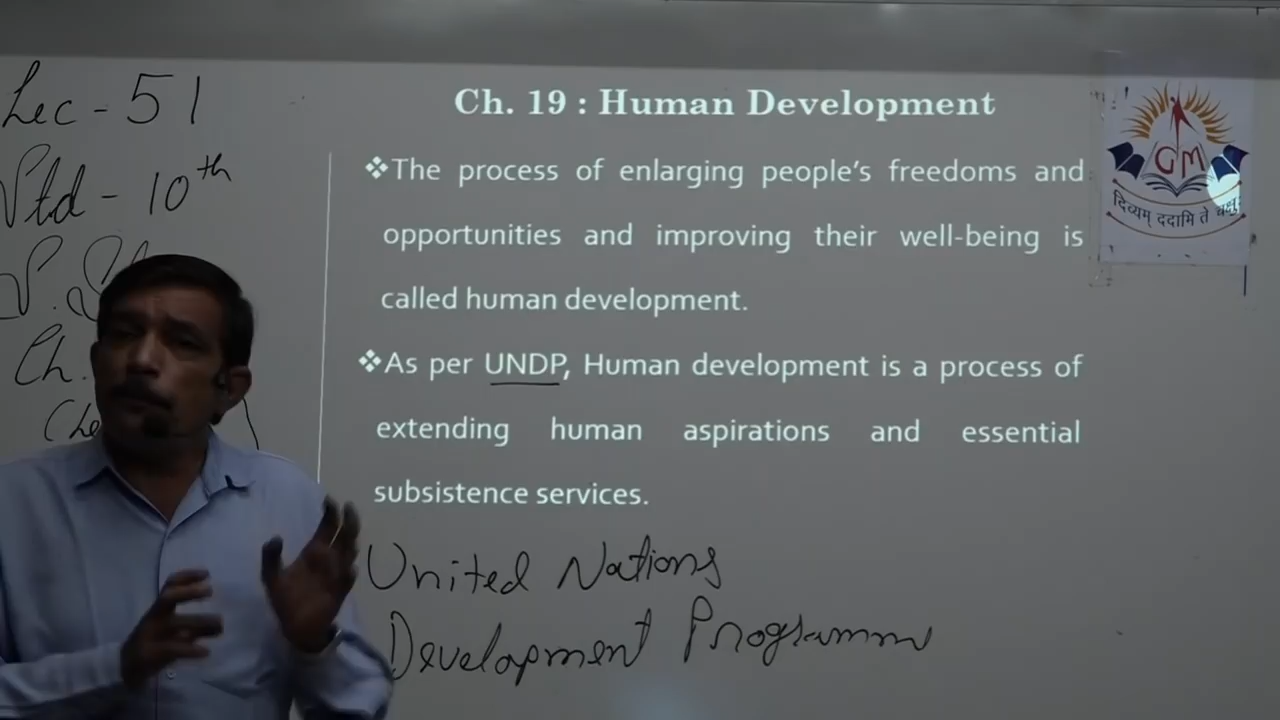 Lec - 51
Std - 10th
Ch.
Ch. 19 : Human Development
❖The process of enlarging people's freedoms and
opportunities and improving their well-being is
called human development.
❖As per UNDP, Human development is a process of
extending human aspirations and essential
subsistence services.
United Nations
Development Programm
GM
दिव्यम् ददामि ते चक्षुः